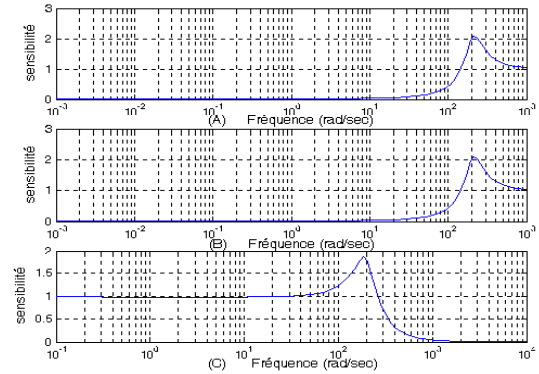 3
2
1
0
sensibilité
10^-3 10^-2 10^-1 10^0 10^1 10^2 10^3
(A) Fréquence (rad/sec)
3
2
1
0
sensibilité
10^-3 10^-2 10^-1 10^0 10^1 10^2 10^3
(B) Fréquence (rad/sec)
2
1.5
1
0.5
0
sensibilité
10^-1 10^0 10^1 10^2 10^3 10^4
(C) Fréquence (rad/sec)